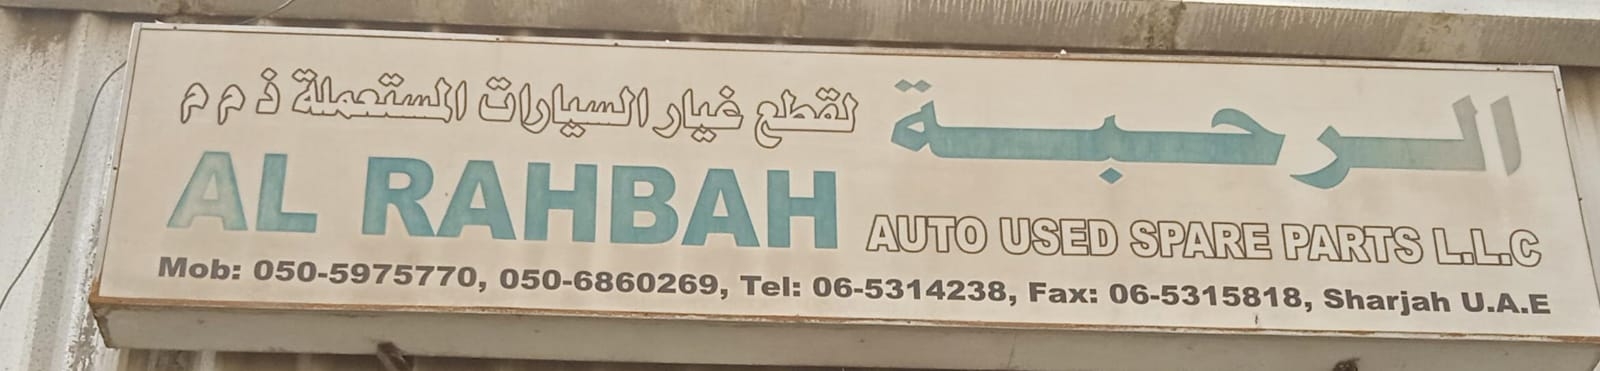 الرحبة لقطع غيار السيارات المستعملة ذ م م
AL RAHBAH AUTO USED SPARE PARTS L.L.C
Mob: 050-5975770, 050-6860269, Tel: 06-5314238, Fax: 06-5315818, Sharjah U.A.E